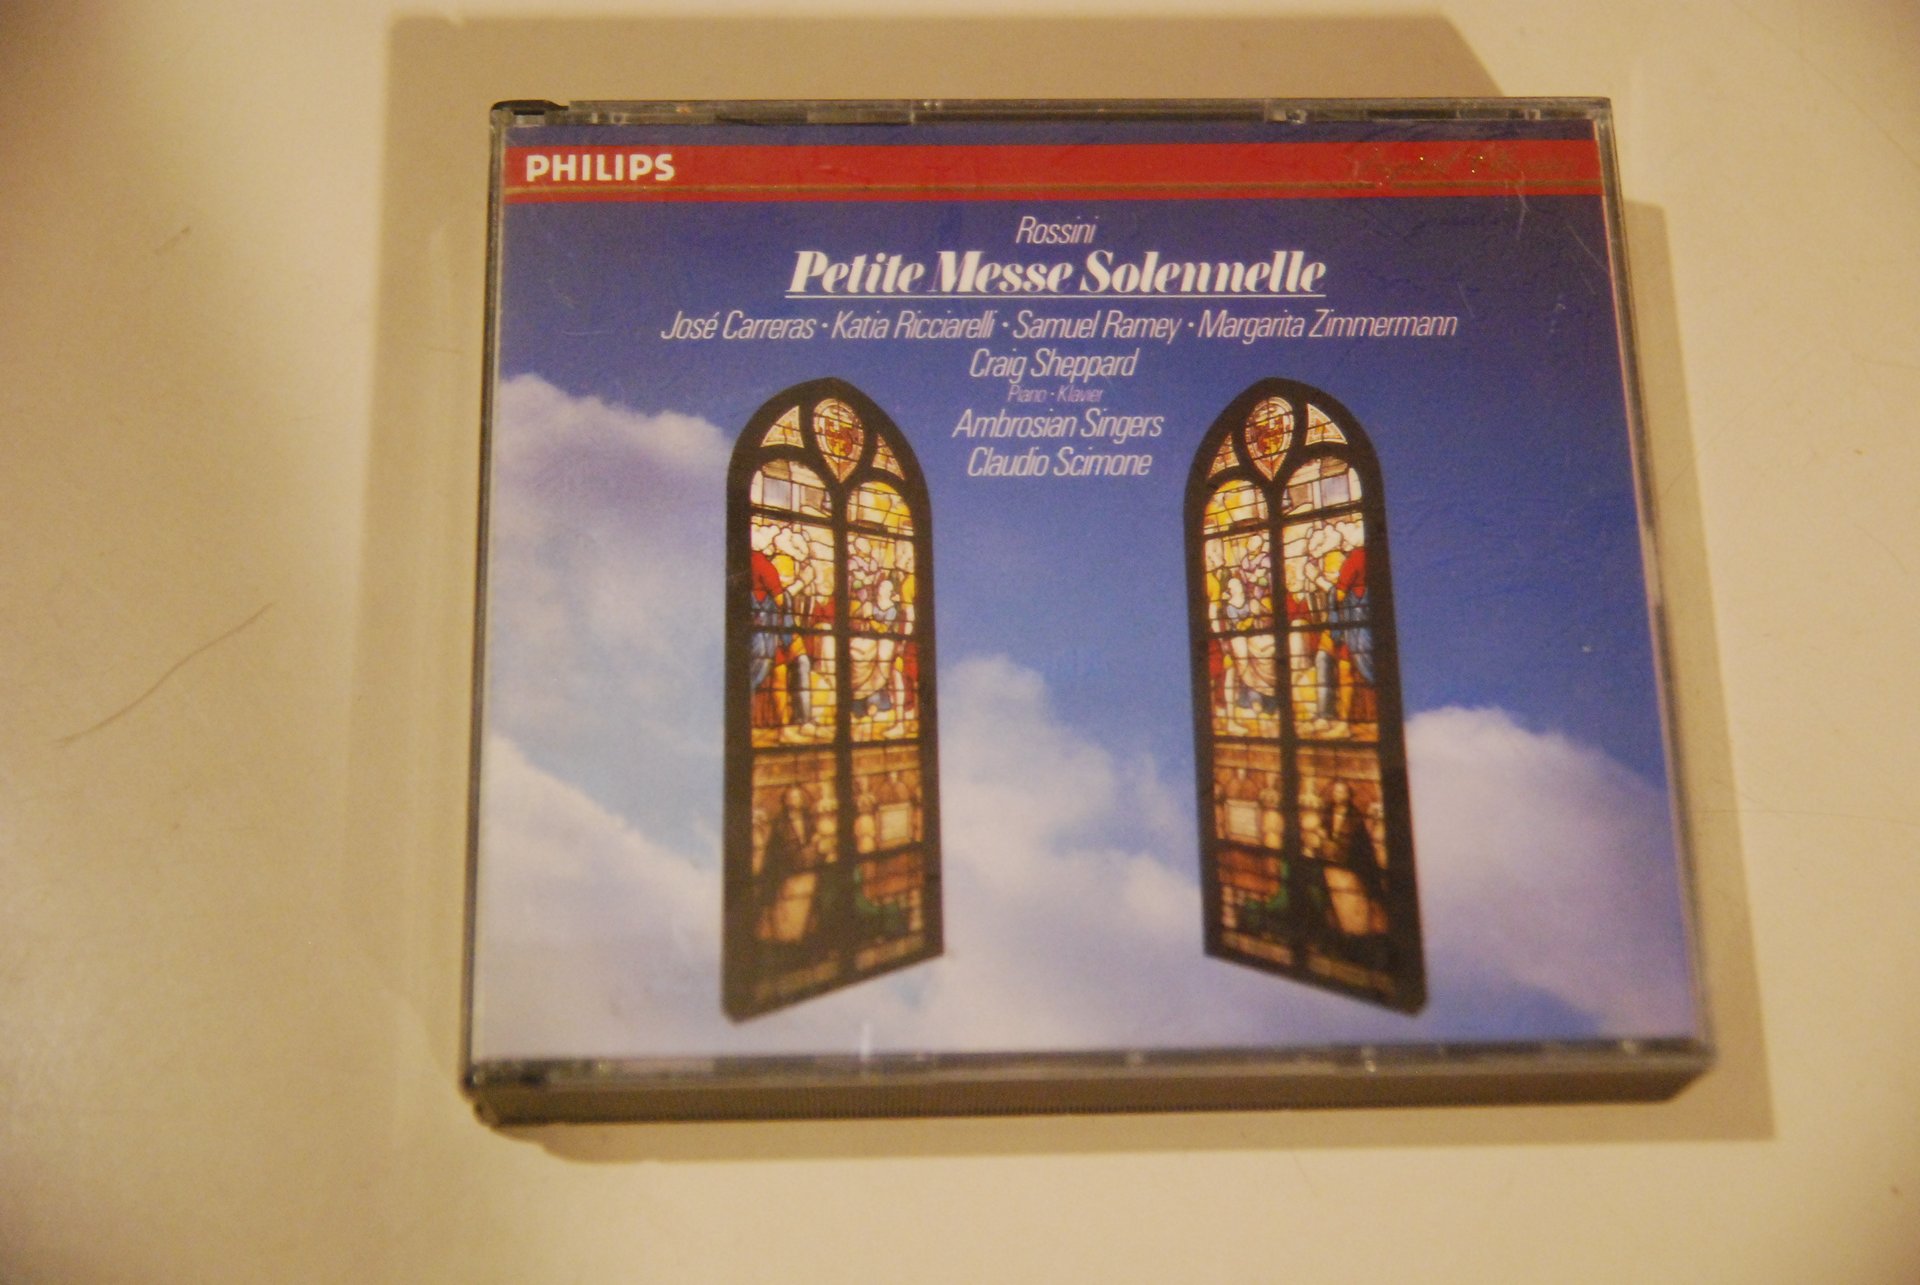 PHILIPS
Rossini
Petite Messe Solennelle
José Carreras · Katia Ricciarelli · Samuel Ramey · Margarita Zimmermann
Craig Sheppard
Piano · Klavier
Ambrosian Singers
Claudio Scimone